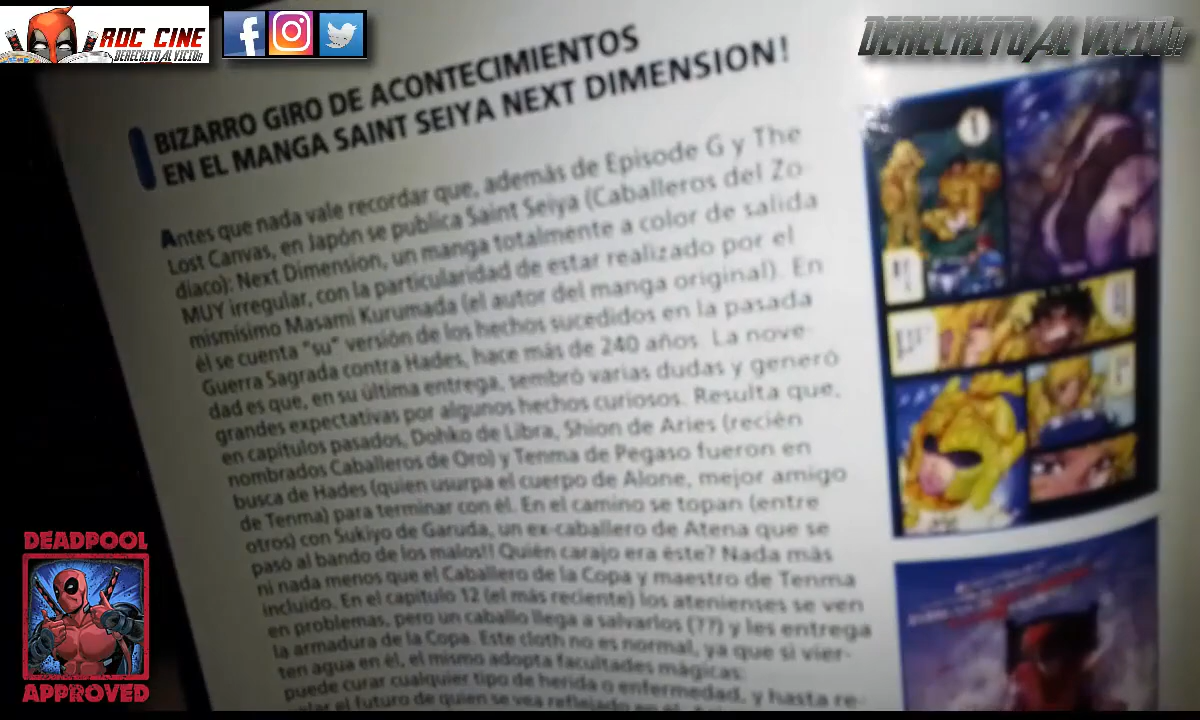 RDC CINE
DERECHITO AL VICIO!!
DERECHITO AL VICIO!!
BIZARRO GIRO DE ACONTECIMIENTOS
EN EL MANGA SAINT SEIYA NEXT DIMENSION!
Antes que nada vale recordar que, además de Episode G y The
Lost Canvas, en Japón se publica Saint Seiya (Caballeros del Zo-
díaco): Next Dimension, un manga totalmente a color de salida
MUY irregular, con la particularidad de estar realizado por el
mismísimo Masami Kurumada (el autor del manga original). En
él se cuenta "su" versión de los hechos sucedidos en la pasada
Guerra Sagrada contra Hades, hace más de 240 años. La nove-
dad es que, en su última entrega, sembró varias dudas y generó
grandes expectativas por algunos hechos curiosos. Resulta que,
en capítulos pasados, Dohko de Libra, Shion de Aries (recién
nombrados Caballeros de Oro) y Tenma de Pegaso fueron en
busca de Hades (quien usurpa el cuerpo de Alone, mejor amigo
de Tenma) para terminar con él. En el camino se topan (entre
otros) con Sukiyo de Garuda, un ex-caballero de Atena que se
pasó al bando de los malos!! Quién carajo era éste? Nada más
ni nada menos que el Caballero de la Copa y maestro de Tenma
incluido. En el capítulo 12 (el más reciente) los atenienses se ven
en problemas, pero un caballo llega a salvarlos (??) y les entrega
la armadura de la Copa. Este cloth no es normal, ya que si vier-
ten agua en él, el mismo adopta facultades mágicas:
puede curar cualquier tipo de herida o enfermedad, y hasta re-
el futuro de quien se vea reflejado en
DEADPOOL
APPROVED